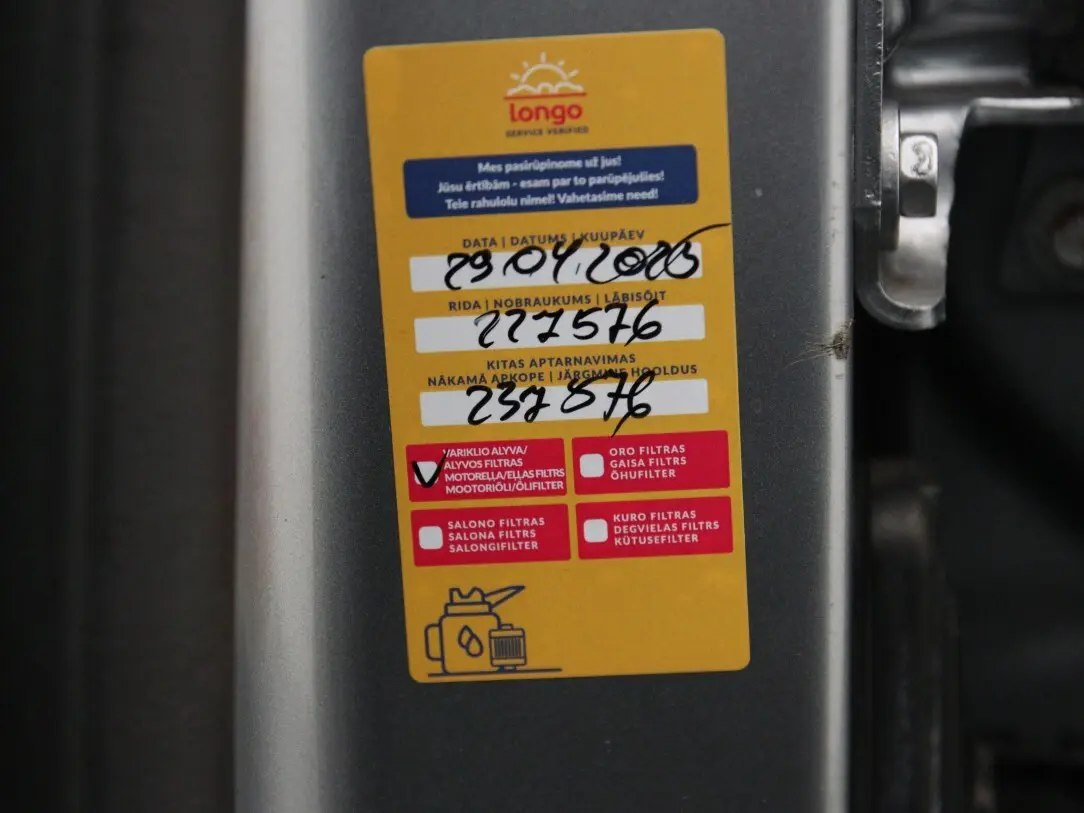 longo
SERVICE VERIFIED
Mes pasirūpinome už jus!
Jūsu ērtībām - esam par to parūpējušies!
Teie rahulolu nimel! Vahetasime need!
DATA | DATUMS | KUUPÄEV
29.04.2025
RIDA | NOBRAUKUMS | LÄBISÕIT
227576
KITAS APTARNAVIMAS
NĀKAMĀ APKOPE | JÄRGMINE HOOLDUS
237576
VARIKLIO ALYVA/
ALYVOS FILTRAS
MOTOREĻĻA/EĻĻAS FILTRS
MOOTORIÕLI/ÕLIFILTER
ORO FILTRAS
GAISA FILTRS
ÕHUFILTER
SALONO FILTRAS
SALONA FILTRS
SALONGIFILTER
KURO FILTRAS
DEGVIELAS FILTRS
KÜTUSEFILTER